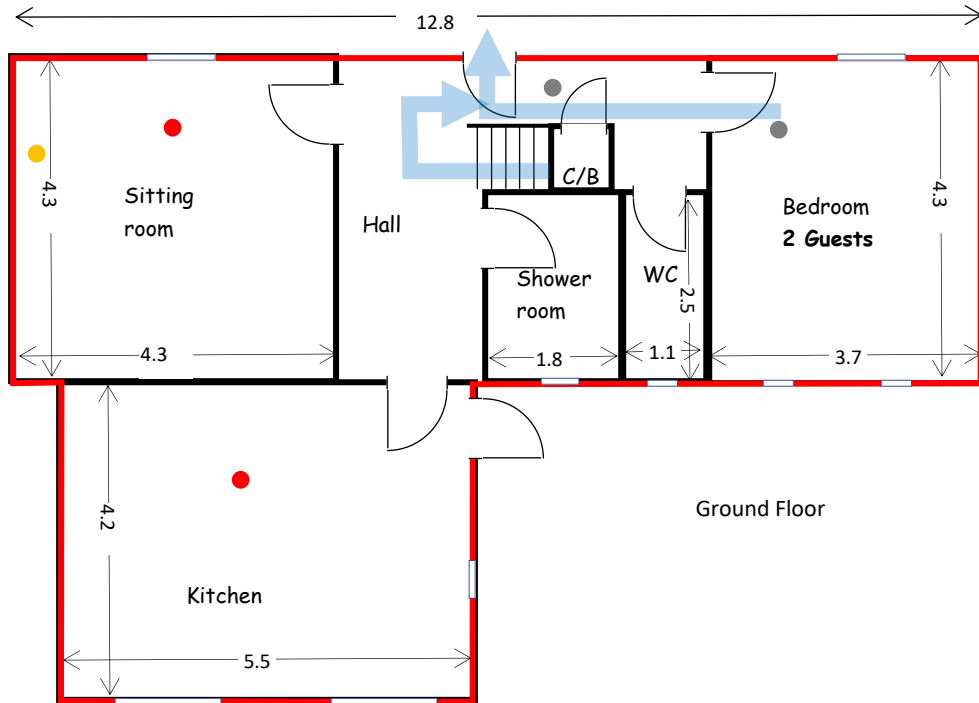 12.8
4.3
Sitting
room
Hall
C/B
Bedroom
2 Guests
4.3
Shower
room
WC
2.5
4.3
1.8
1.1
3.7
4.2
Ground Floor
Kitchen
5.5